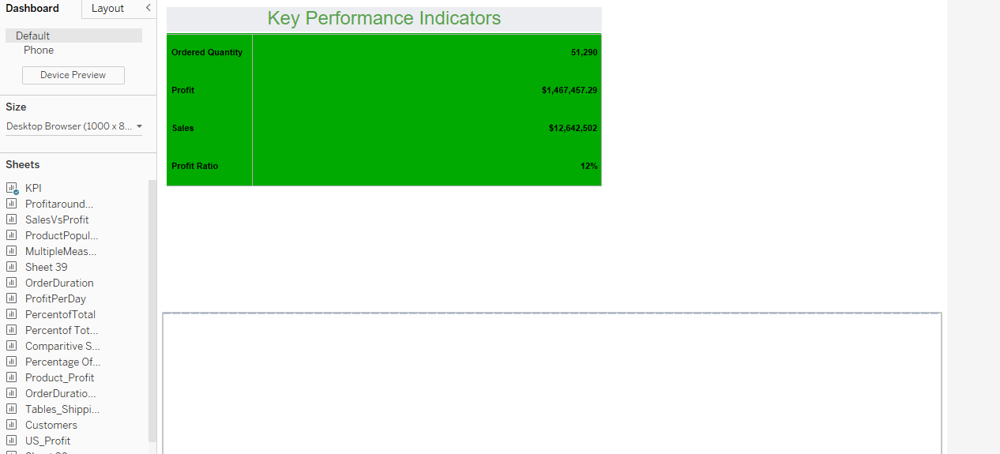 Dashboard
Layout
Default
Phone
Device Preview
Size
Desktop Browser (1000 x 8...
Sheets
KPI
Profitaround...
SalesVsProfit
ProductPopul...
MultipleMeas...
Sheet 39
OrderDuration
ProfitPerDay
PercentofTotal
Percentof Tot...
Comparitive S...
Percentage Of...
Product_Profit
OrderDuratio...
Tables_Shippi...
Customers
US_Profit
Key Performance Indicators
Ordered Quantity 51,290
Profit $1,467,457.29
Sales $12,642,502
Profit Ratio 12%